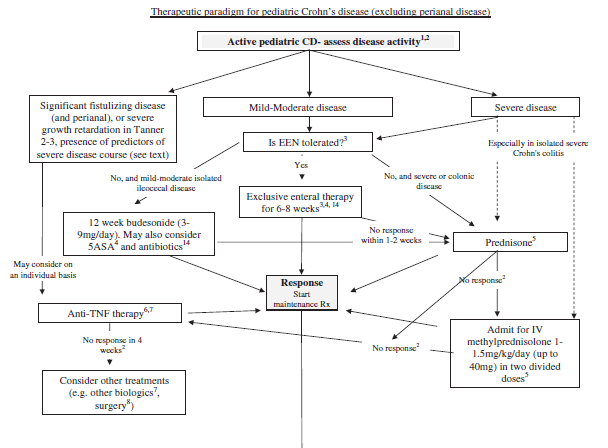 Therapeutic paradigm for pediatric Crohn's disease (excluding perianal disease)
Active pediatric CD- assess disease activity1,2
Significant fistulizing disease
(and perianal), or severe
growth retardation in Tanner
2-3, presence of predictors of
severe disease course (see text)
Mild-Moderate disease
Severe disease
Is EEN tolerated?3
Especially in isolated severe
Crohn's colitis
Yes
No, and mild-moderate isolated
ileocecal disease
No, and severe or colonic
disease
Exclusive enteral therapy
for 6-8 weeks3,4, 14
12 week budesonide (3-
9mg/day). May also consider
5ASA4 and antibiotics14
No response
within 1-2 weeks
Prednisone5
May consider on
an individual basis
Response
Start
maintenance Rx
No response2
Anti-TNF therapy6,7
No response in 4
weeks2
No response2
Admit for IV
methylprednisolone 1-
1.5mg/kg/day (up to
40mg) in two divided
doses5
Consider other treatments
(e.g. other biologics7,
surgery8)